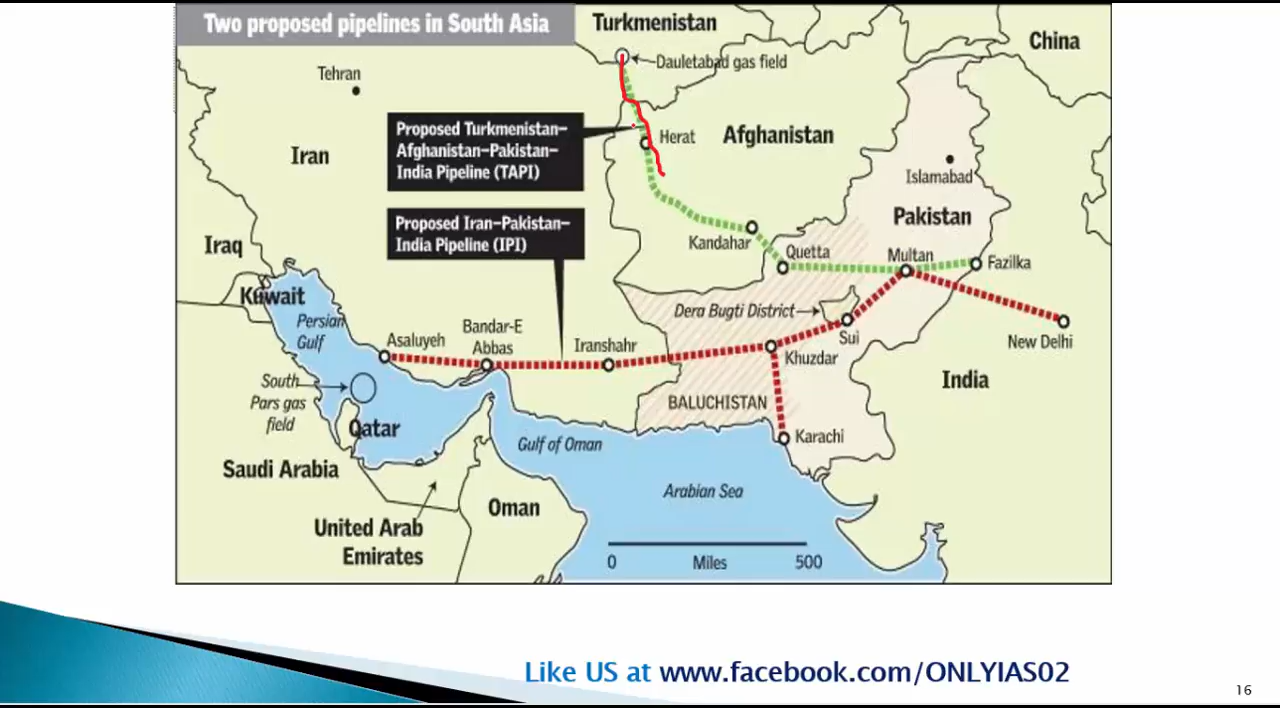 Two proposed pipelines in South Asia
Turkmenistan
China
Dauletabad gas field
Tehran
Proposed Turkmenistan–
Afghanistan–Pakistan–
India Pipeline (TAPI)
Herat
Afghanistan
Iran
Islamabad
Pakistan
Proposed Iran–Pakistan–
India Pipeline (IPI)
Iraq
Kandahar
Quetta
Multan
Fazilka
Kuwait
Persian
Gulf
Dera Bugti District
Asaluyeh
Bandar-E
Abbas
Iranshahr
Sui
Khuzdar
New Delhi
South
Pars gas
field
India
BALUCHISTAN
Qatar
Karachi
Gulf of Oman
Saudi Arabia
Arabian Sea
Oman
United Arab
Emirates
0 Miles 500
Like US at www.facebook.com/ONLYIAS02
16